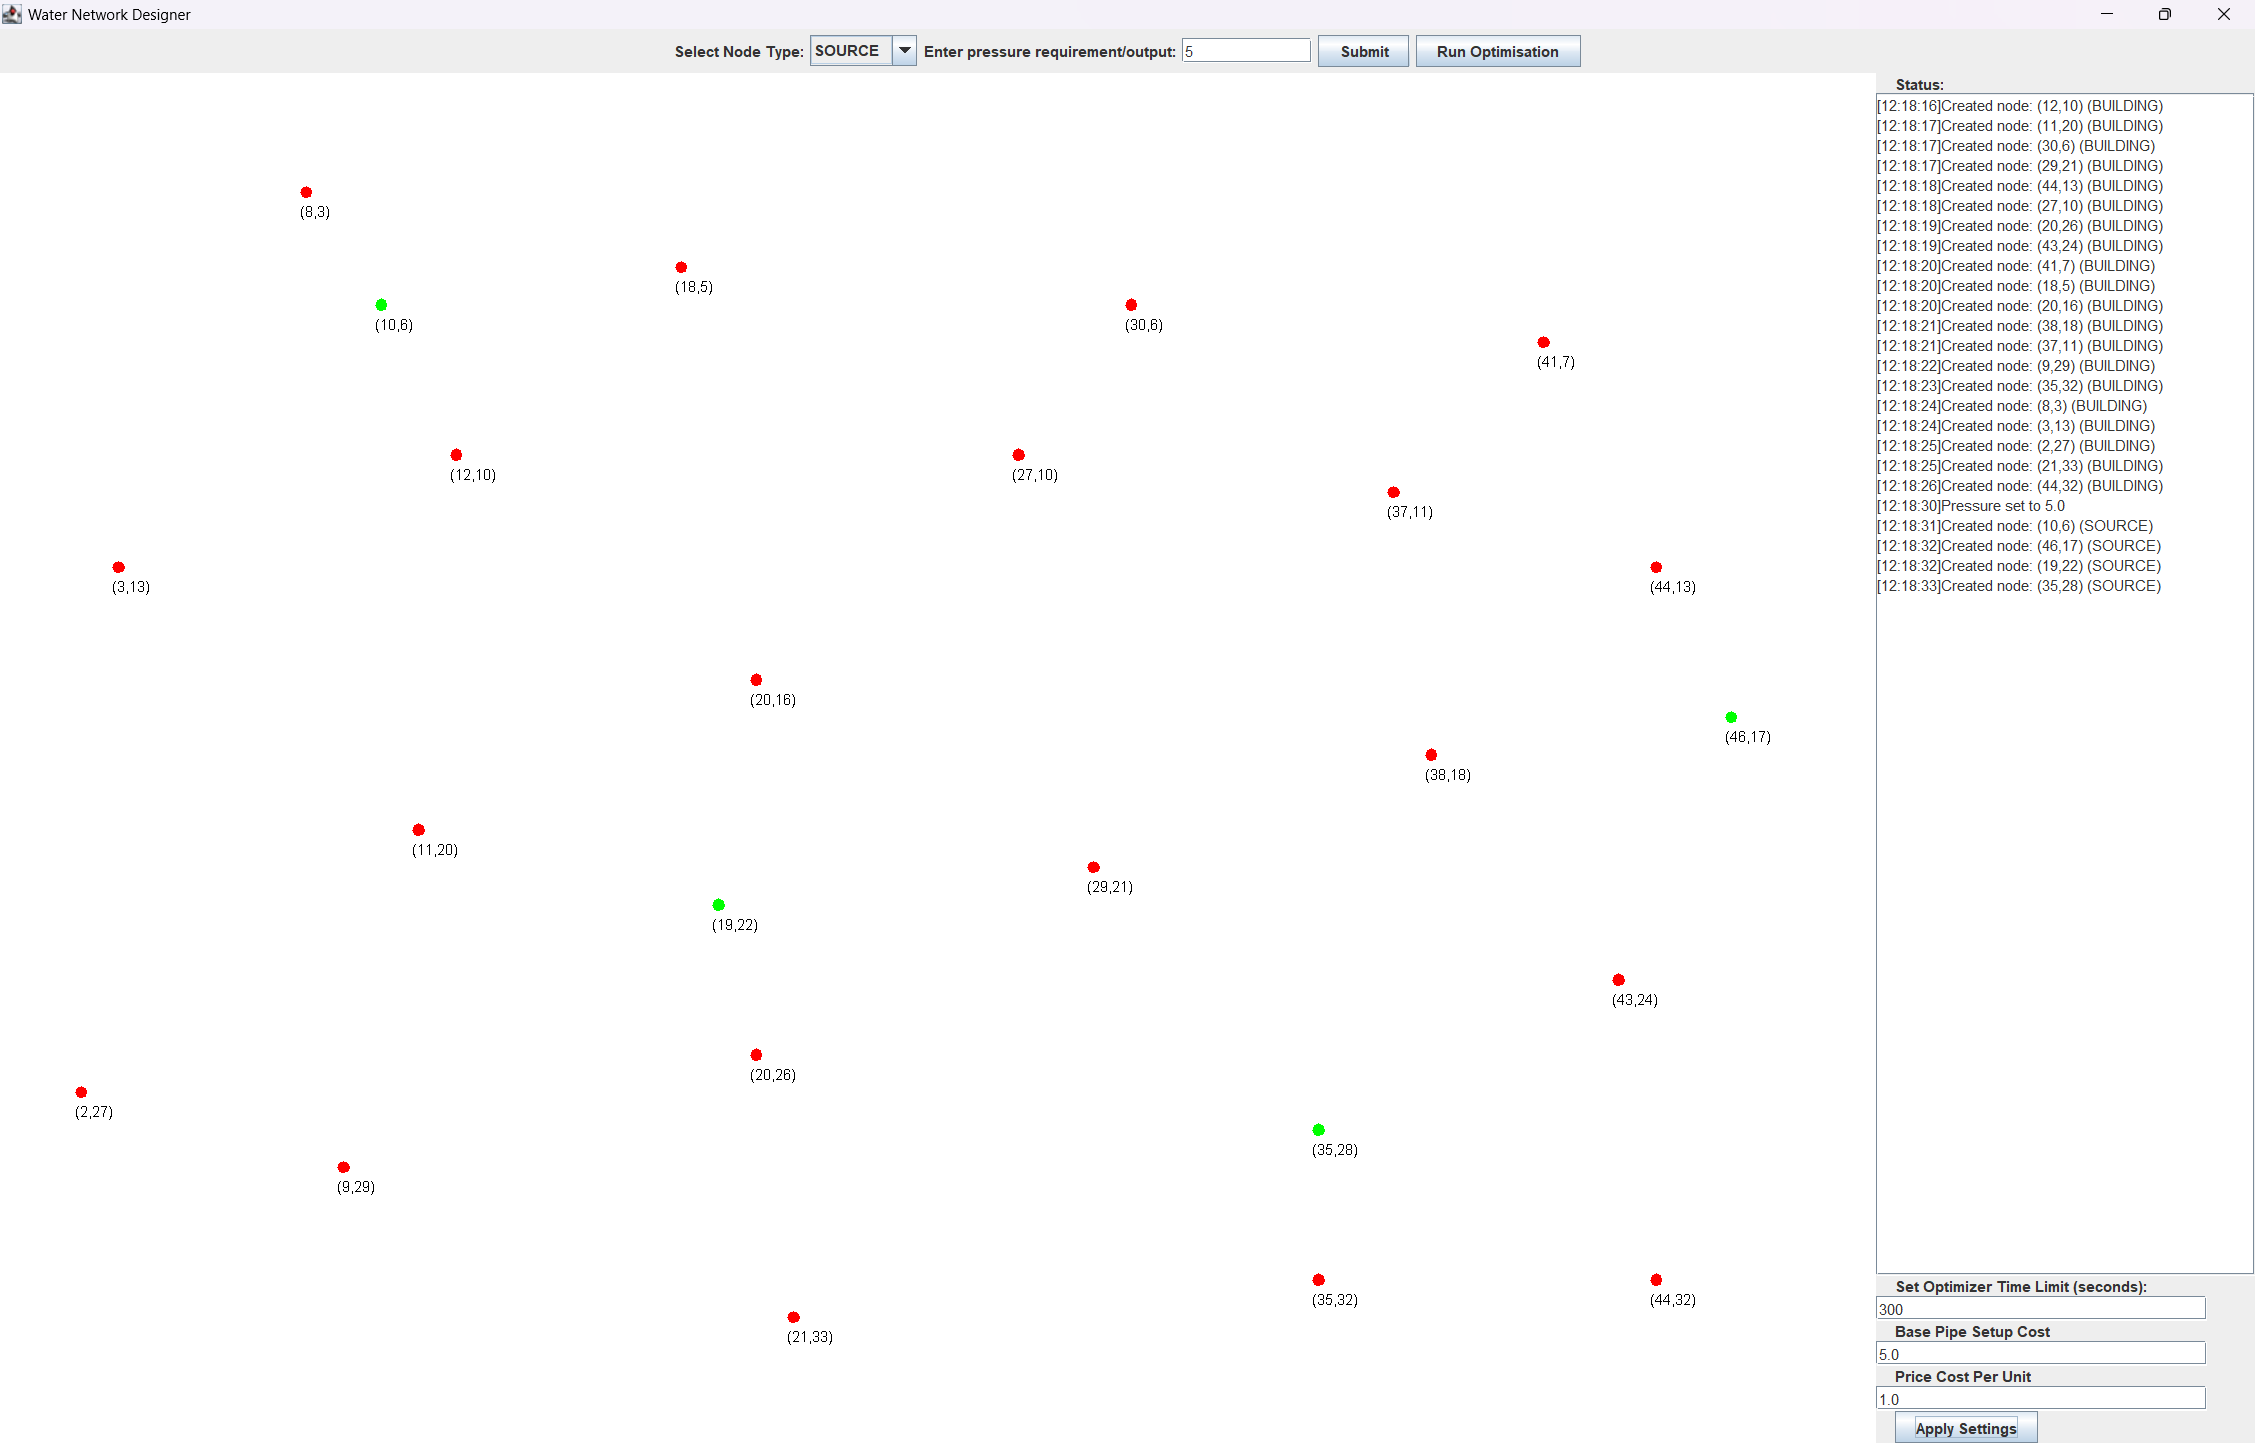 Water Network Designer
Select Node Type: SOURCE Enter pressure requirement/output: 5 Submit Run Optimisation
Status:
[12:18:16]Created node: (12,10) (BUILDING)
[12:18:17]Created node: (11,20) (BUILDING)
[12:18:17]Created node: (30,6) (BUILDING)
[12:18:17]Created node: (29,21) (BUILDING)
[12:18:18]Created node: (44,13) (BUILDING)
[12:18:18]Created node: (27,10) (BUILDING)
[12:18:19]Created node: (20,26) (BUILDING)
[12:18:19]Created node: (43,24) (BUILDING)
[12:18:20]Created node: (41,7) (BUILDING)
[12:18:20]Created node: (18,5) (BUILDING)
[12:18:20]Created node: (20,16) (BUILDING)
[12:18:21]Created node: (38,18) (BUILDING)
[12:18:21]Created node: (37,11) (BUILDING)
[12:18:22]Created node: (9,29) (BUILDING)
[12:18:23]Created node: (35,32) (BUILDING)
[12:18:24]Created node: (8,3) (BUILDING)
[12:18:24]Created node: (3,13) (BUILDING)
[12:18:25]Created node: (2,27) (BUILDING)
[12:18:25]Created node: (21,33) (BUILDING)
[12:18:26]Created node: (44,32) (BUILDING)
[12:18:30]Pressure set to 5.0
[12:18:31]Created node: (10,6) (SOURCE)
[12:18:32]Created node: (46,17) (SOURCE)
[12:18:32]Created node: (19,22) (SOURCE)
[12:18:33]Created node: (35,28) (SOURCE)
(8,3)
(18,5)
(10,6)
(30,6)
(41,7)
(12,10)
(27,10)
(37,11)
(3,13)
(44,13)
(20,16)
(46,17)
(38,18)
(11,20)
(29,21)
(19,22)
(43,24)
(20,26)
(2,27)
(35,28)
(9,29)
(35,32)
(44,32)
(21,33)
Set Optimizer Time Limit (seconds):
300
Base Pipe Setup Cost
5.0
Price Cost Per Unit
1.0
Apply Settings